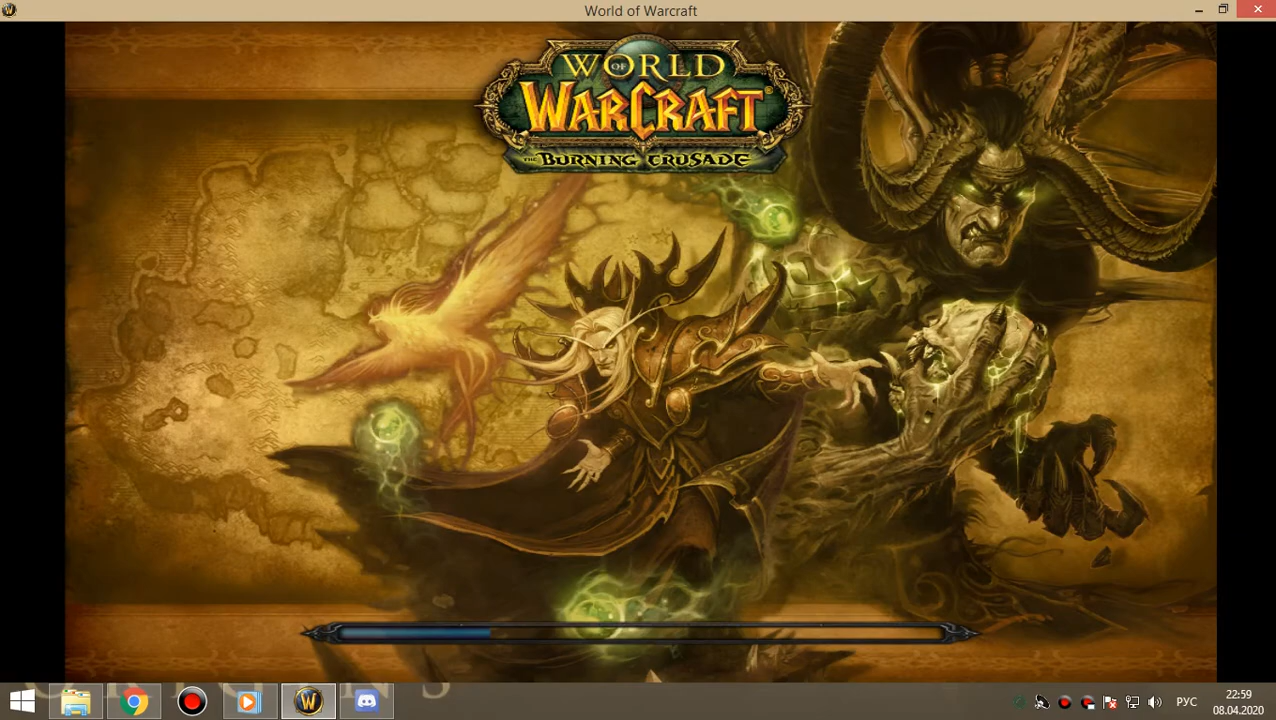 World of Warcraft
WORLD
OF
WARCRAFT®
THE BURNING CRUSADE
РУС
22:59
08.04.2020